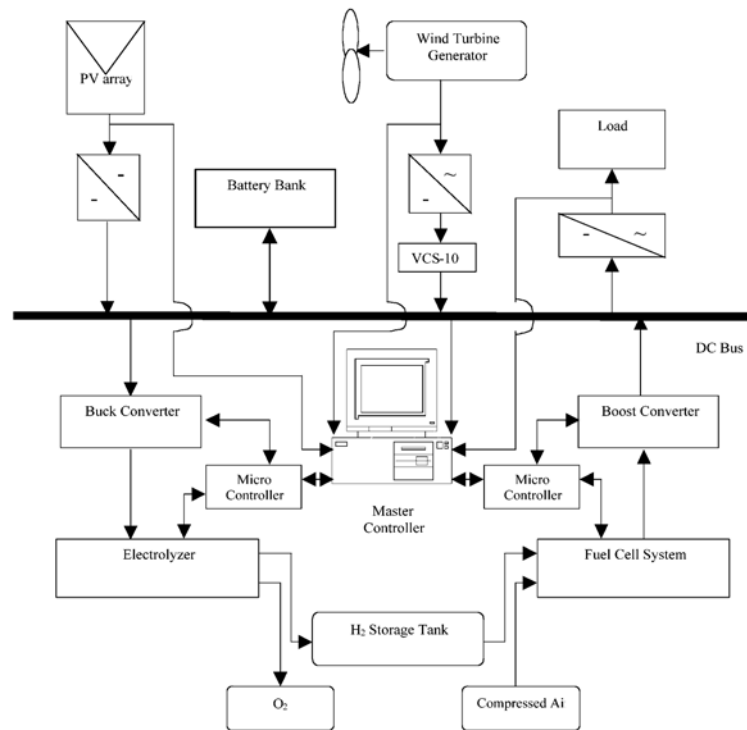 PV array
Wind Turbine
Generator
Load
- -
Battery Bank
- ~
- ~
VCS-10
DC Bus
Buck Converter
Boost Converter
Micro
Controller
Micro
Controller
Master
Controller
Electrolyzer
Fuel Cell System
H₂ Storage Tank
O₂
Compressed Ai